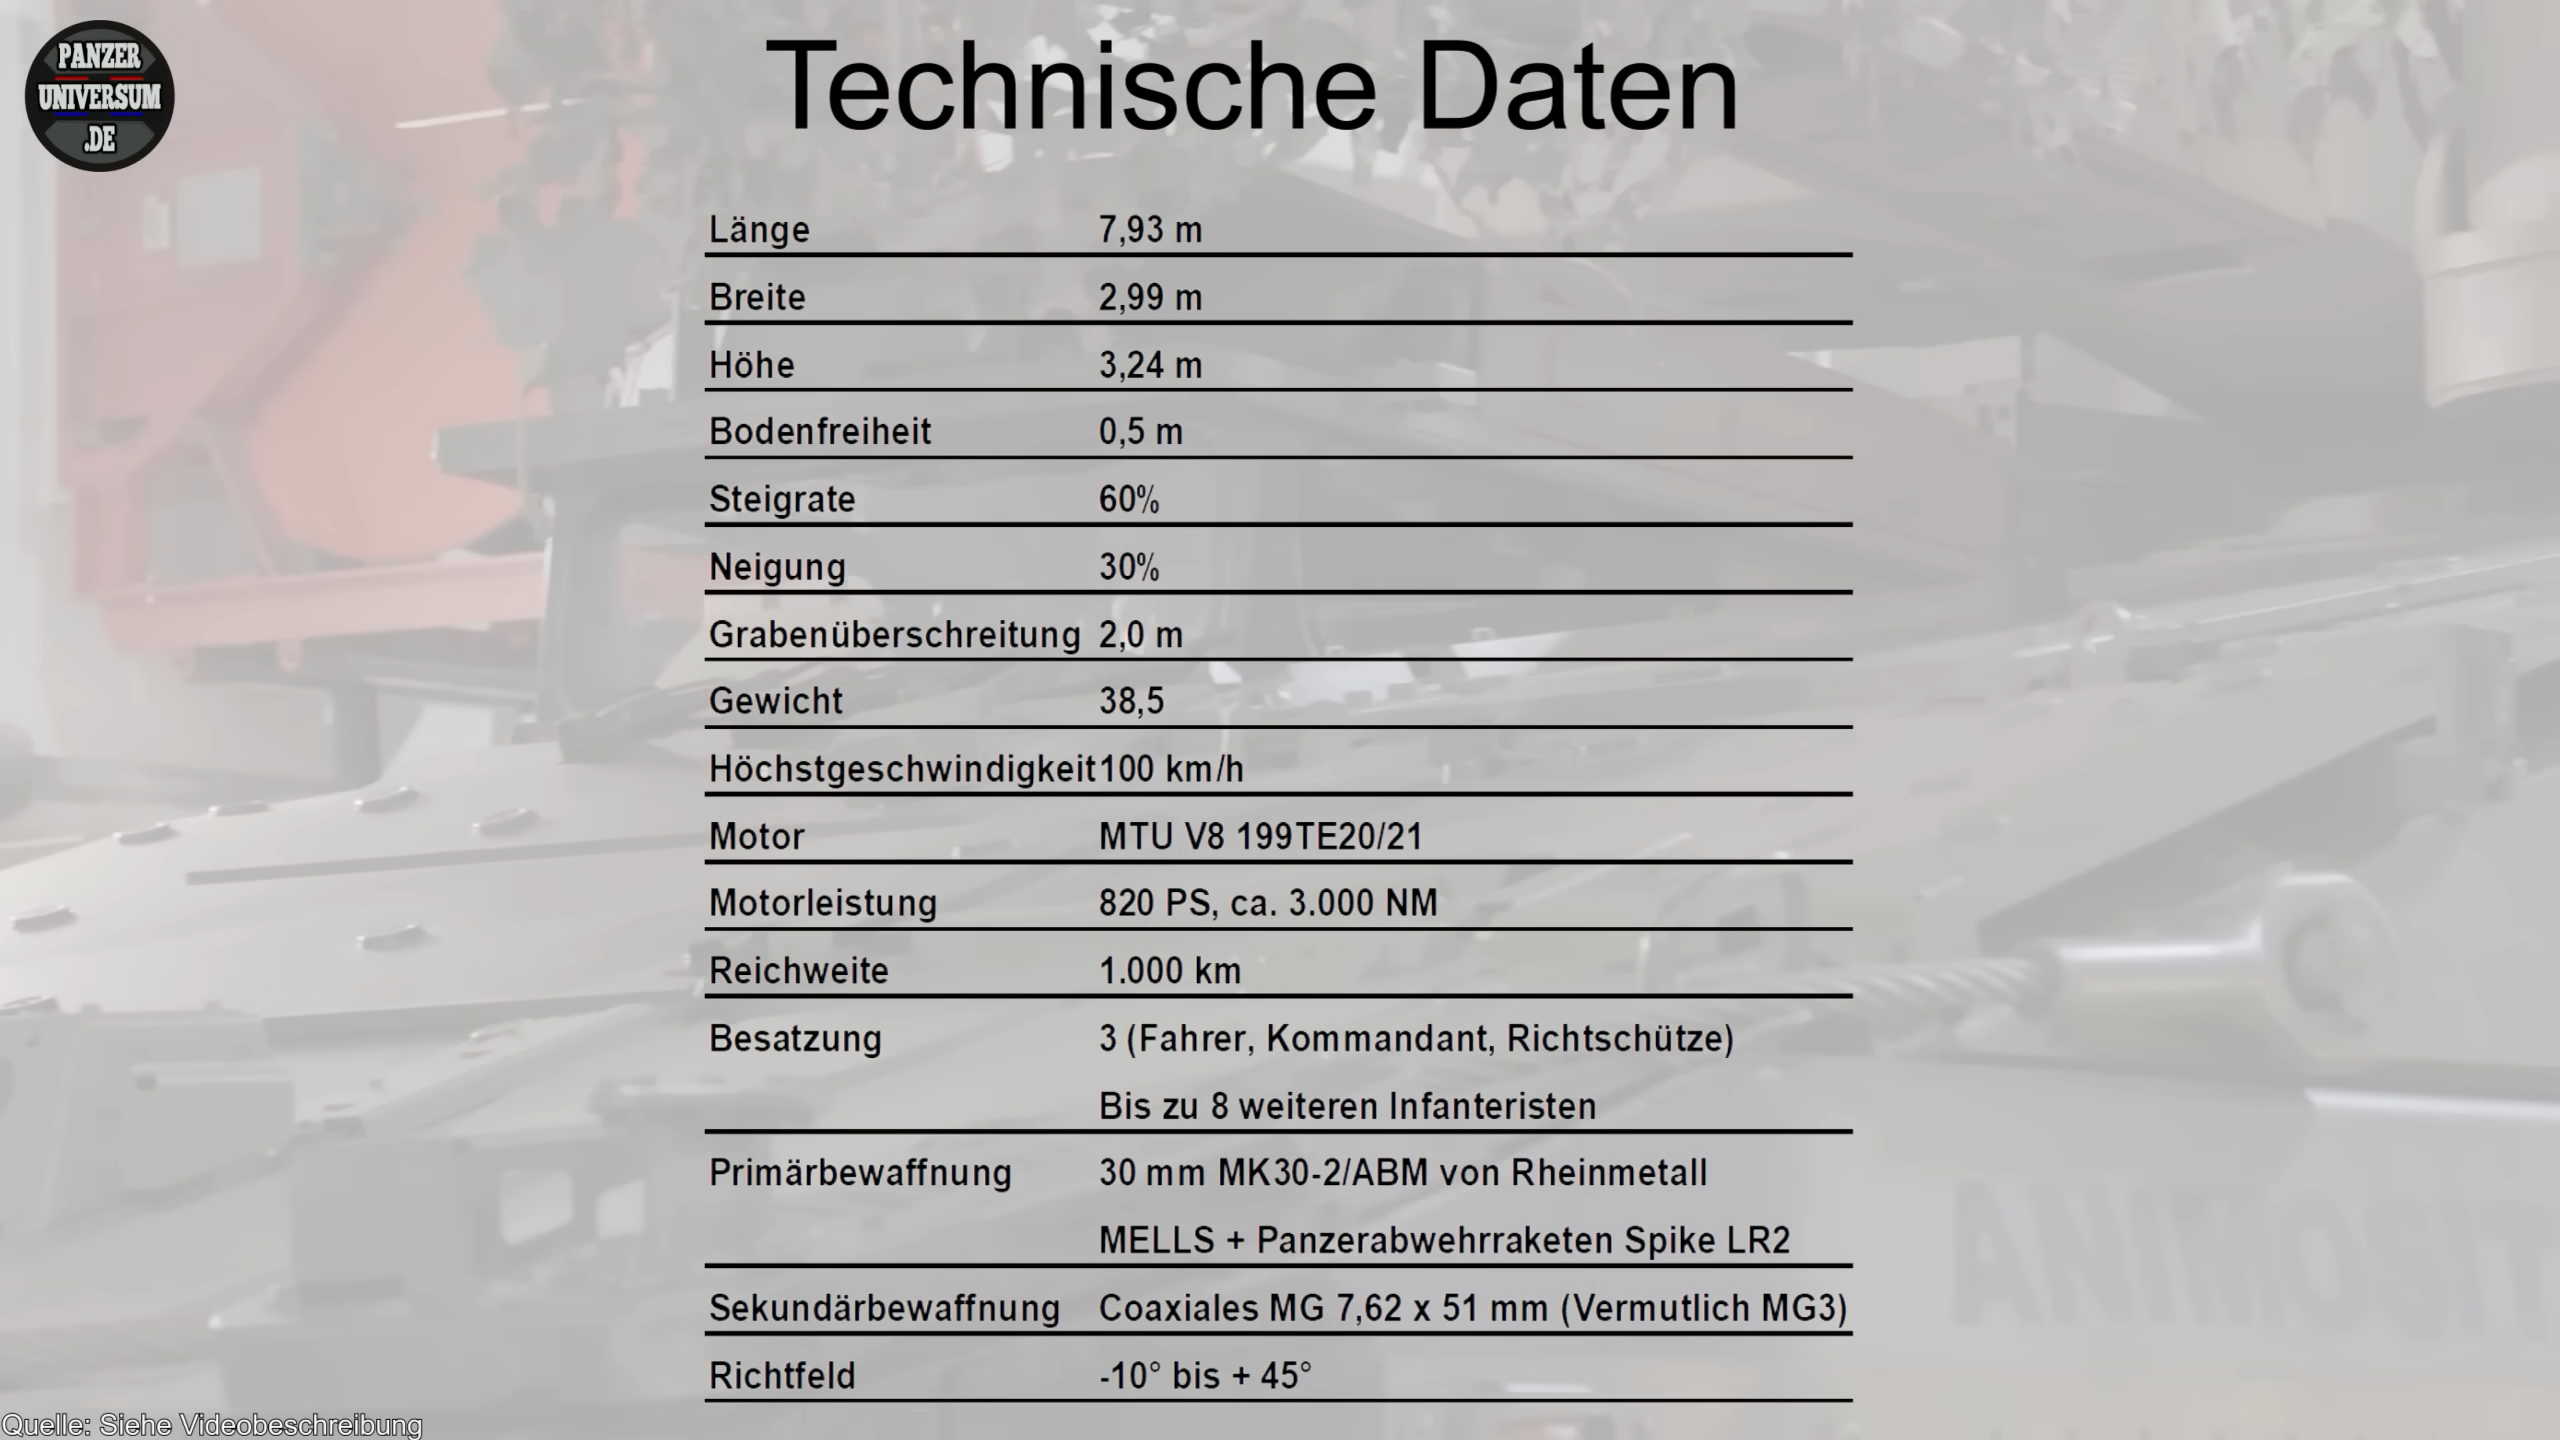 PANZER
UNIVERSUM
.DE
Technische Daten
Länge 7,93 m
Breite 2,99 m
Höhe 3,24 m
Bodenfreiheit 0,5 m
Steigrate 60%
Neigung 30%
Grabenüberschreitung 2,0 m
Gewicht 38,5
Höchstgeschwindigkeit 100 km/h
Motor MTU V8 199TE20/21
Motorleistung 820 PS, ca. 3.000 NM
Reichweite 1.000 km
Besatzung 3 (Fahrer, Kommandant, Richtschütze)
Bis zu 8 weiteren Infanteristen
Primärbewaffnung 30 mm MK30-2/ABM von Rheinmetall
MELLS + Panzerabwehrraketen Spike LR2
Sekundärbewaffnung Coaxiales MG 7,62 x 51 mm (Vermutlich MG3)
Richtfeld -10° bis + 45°
Quelle: Siehe Videobeschreibung